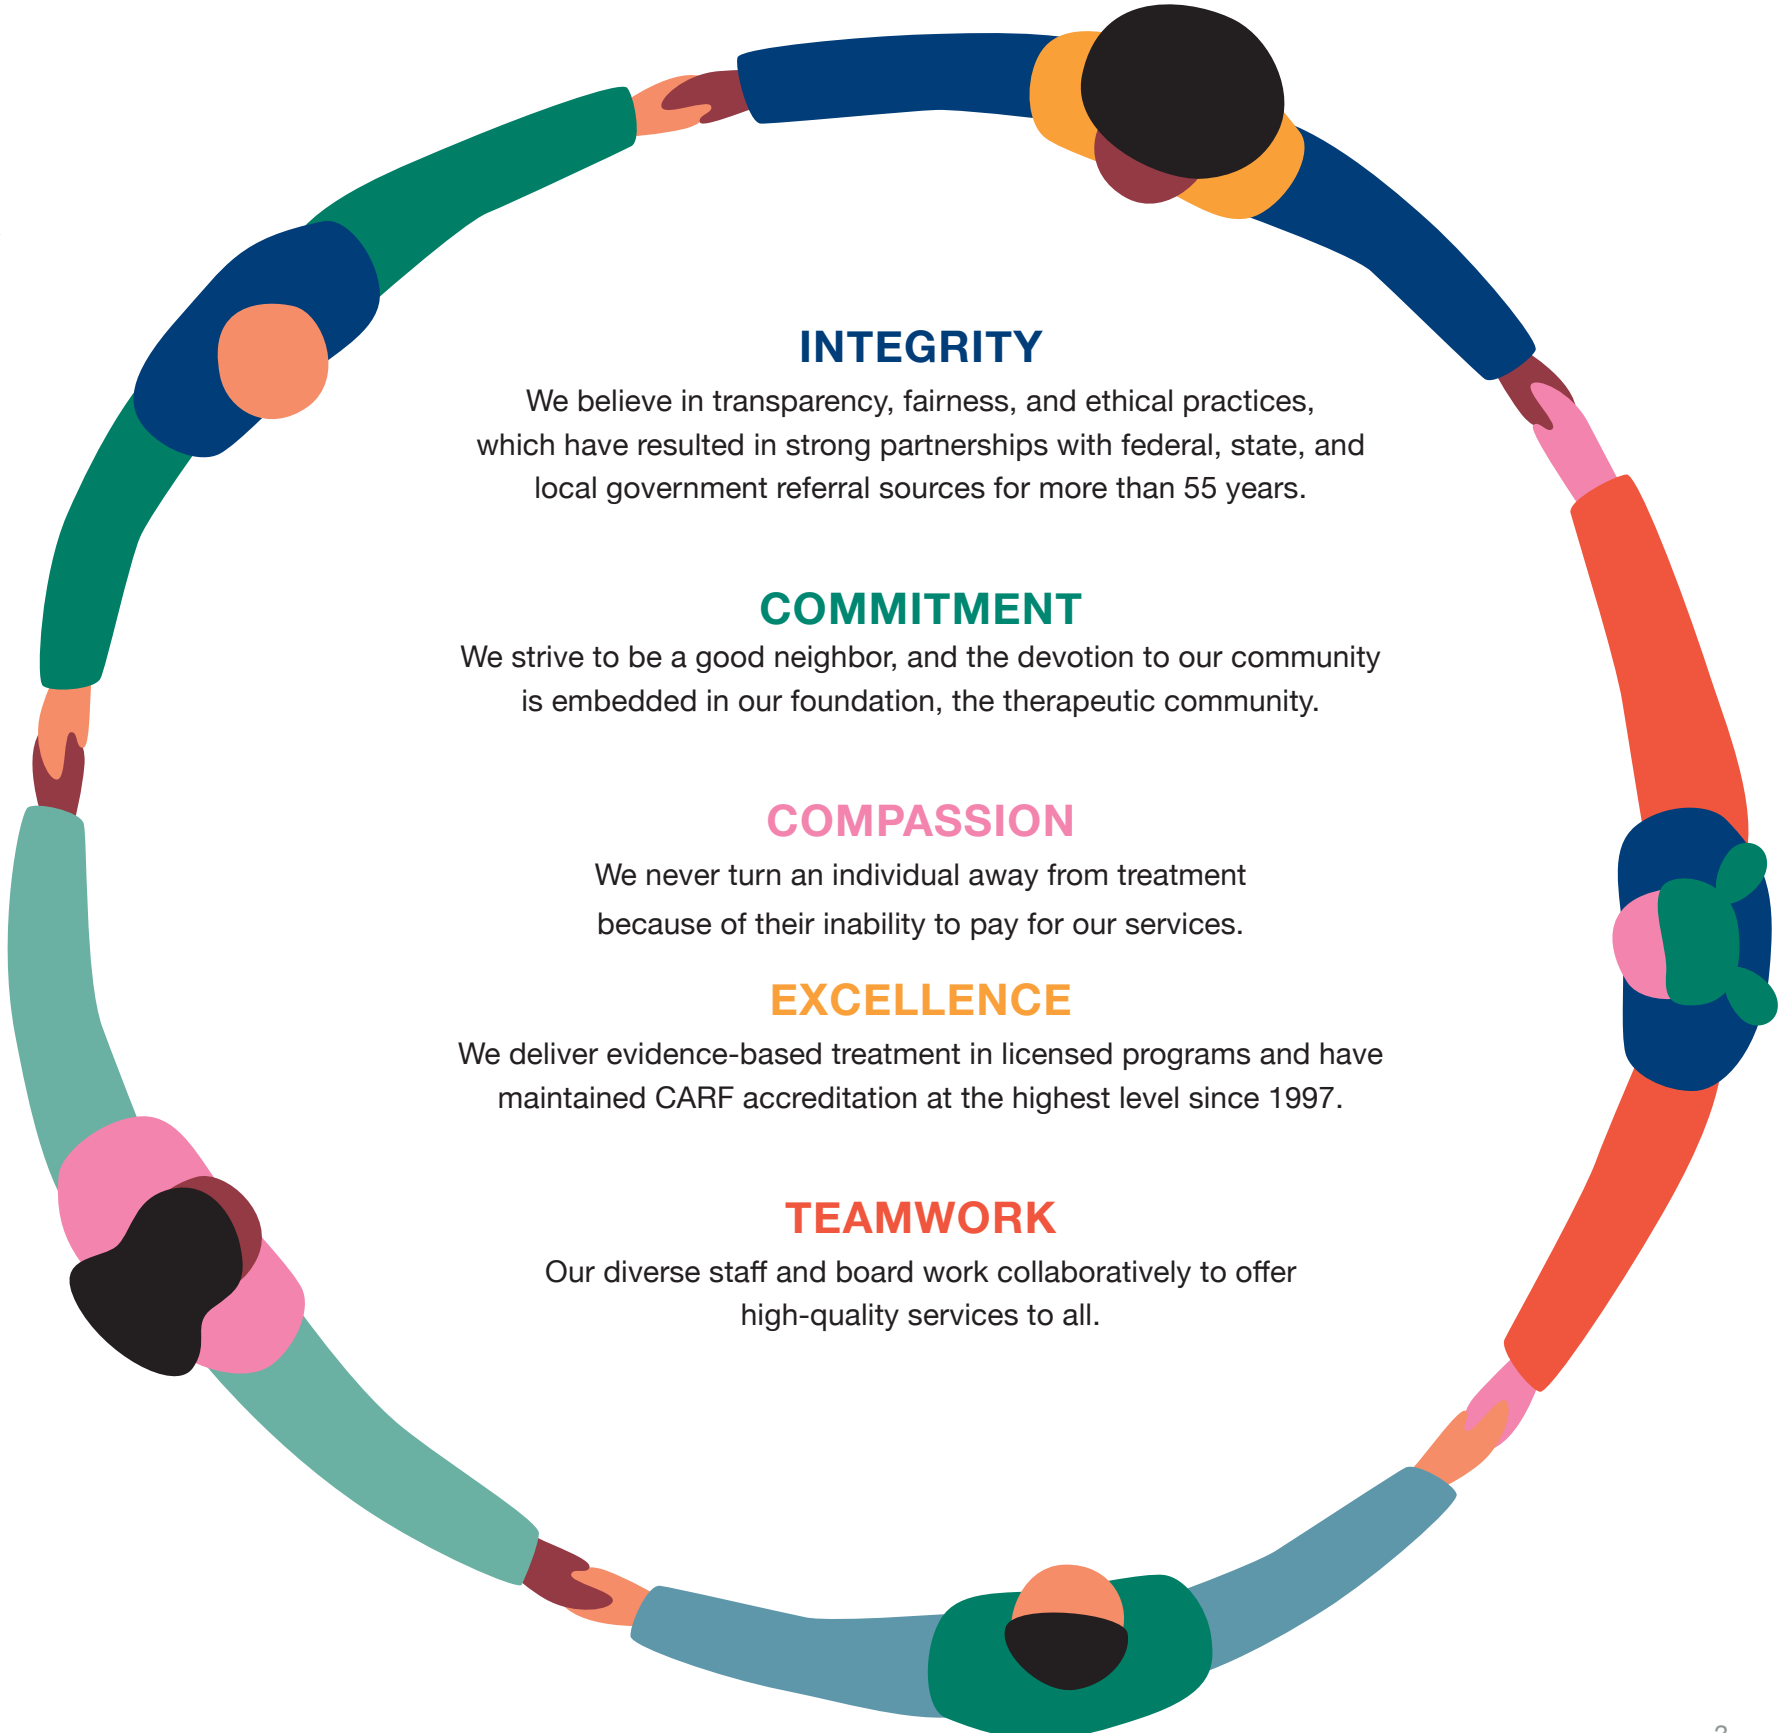 INTEGRITY
We believe in transparency, fairness, and ethical practices,
which have resulted in strong partnerships with federal, state, and
local government referral sources for more than 55 years.
COMMITMENT
We strive to be a good neighbor, and the devotion to our community
is embedded in our foundation, the therapeutic community.
COMPASSION
We never turn an individual away from treatment
because of their inability to pay for our services.
EXCELLENCE
We deliver evidence-based treatment in licensed programs and have
maintained CARF accreditation at the highest level since 1997.
TEAMWORK
Our diverse staff and board work collaboratively to offer
high-quality services to all.